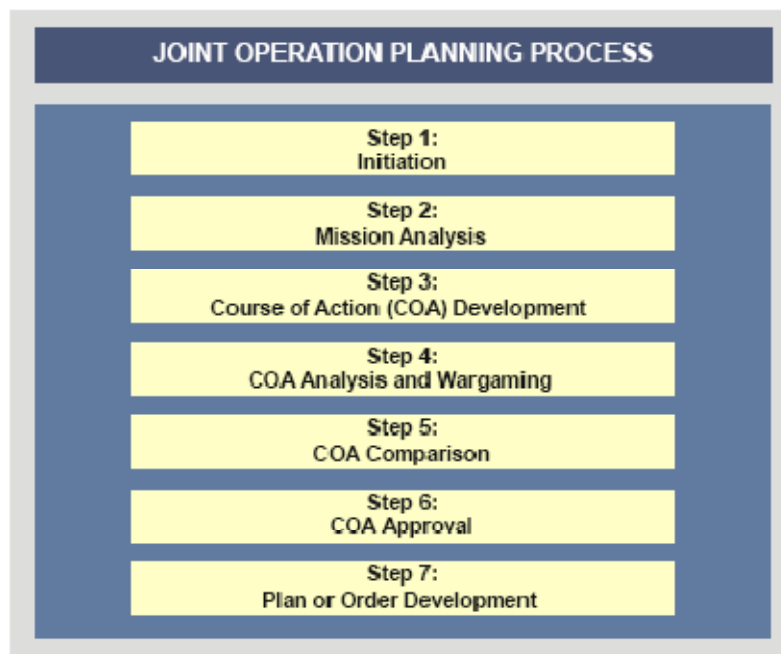 JOINT OPERATION PLANNING PROCESS
Step 1:
Initiation
Step 2:
Mission Analysis
Step 3:
Course of Action (COA) Development
Step 4:
COA Analysis and Wargaming
Step 5:
COA Comparison
Step 6:
COA Approval
Step 7:
Plan or Order Development